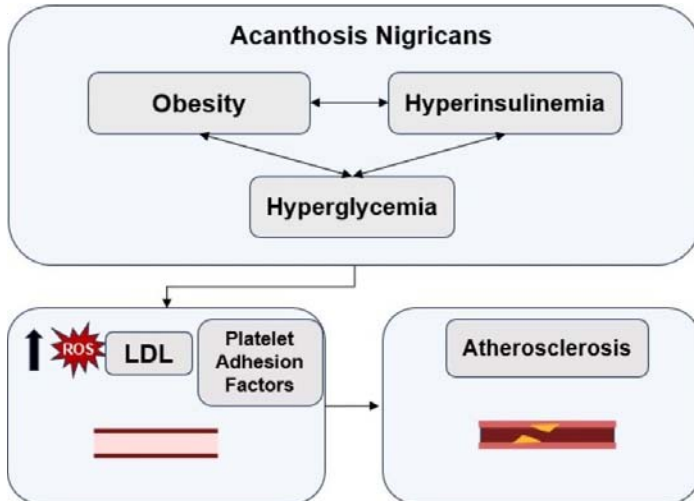 Acanthosis Nigricans
Obesity
Hyperinsulinemia
Hyperglycemia
ROS
LDL
Platelet
Adhesion
Factors
Atherosclerosis